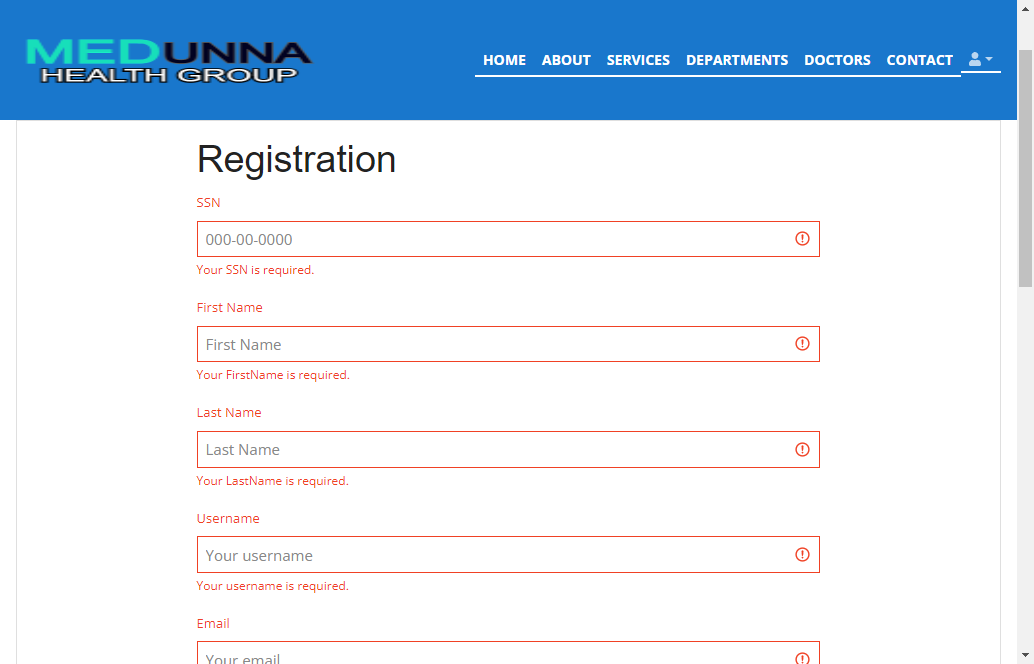 MEDUNNA
HEALTH GROUP
HOME ABOUT SERVICES DEPARTMENTS DOCTORS CONTACT
Registration
SSN
000-00-0000
Your SSN is required.
First Name
First Name
Your FirstName is required.
Last Name
Last Name
Your LastName is required.
Username
Your username
Your username is required.
Email
Your email